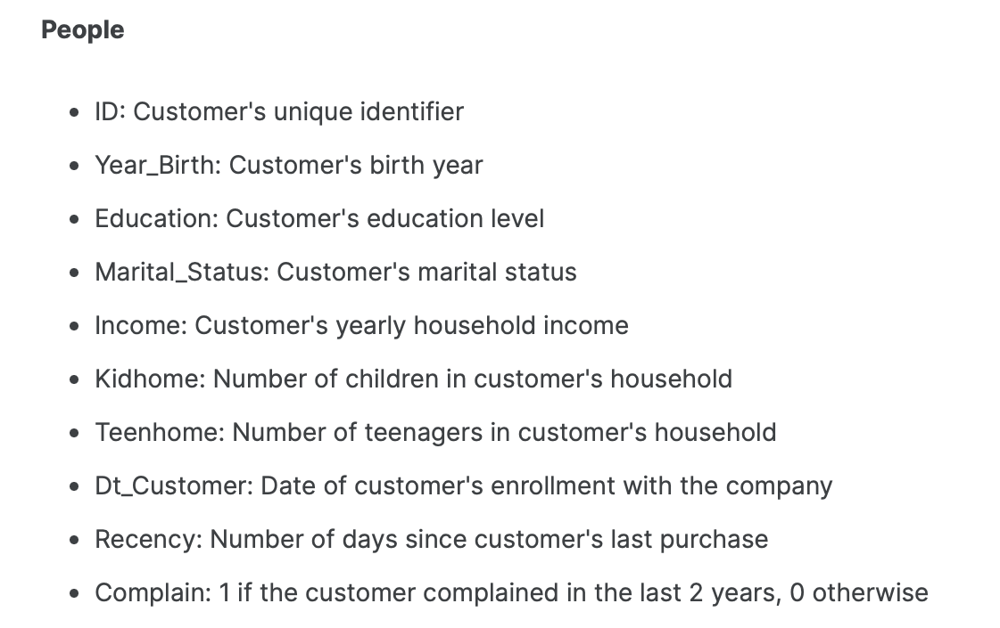 People
• ID: Customer's unique identifier
• Year_Birth: Customer's birth year
• Education: Customer's education level
• Marital_Status: Customer's marital status
• Income: Customer's yearly household income
• Kidhome: Number of children in customer's household
• Teenhome: Number of teenagers in customer's household
• Dt_Customer: Date of customer's enrollment with the company
• Recency: Number of days since customer's last purchase
• Complain: 1 if the customer complained in the last 2 years, 0 otherwise